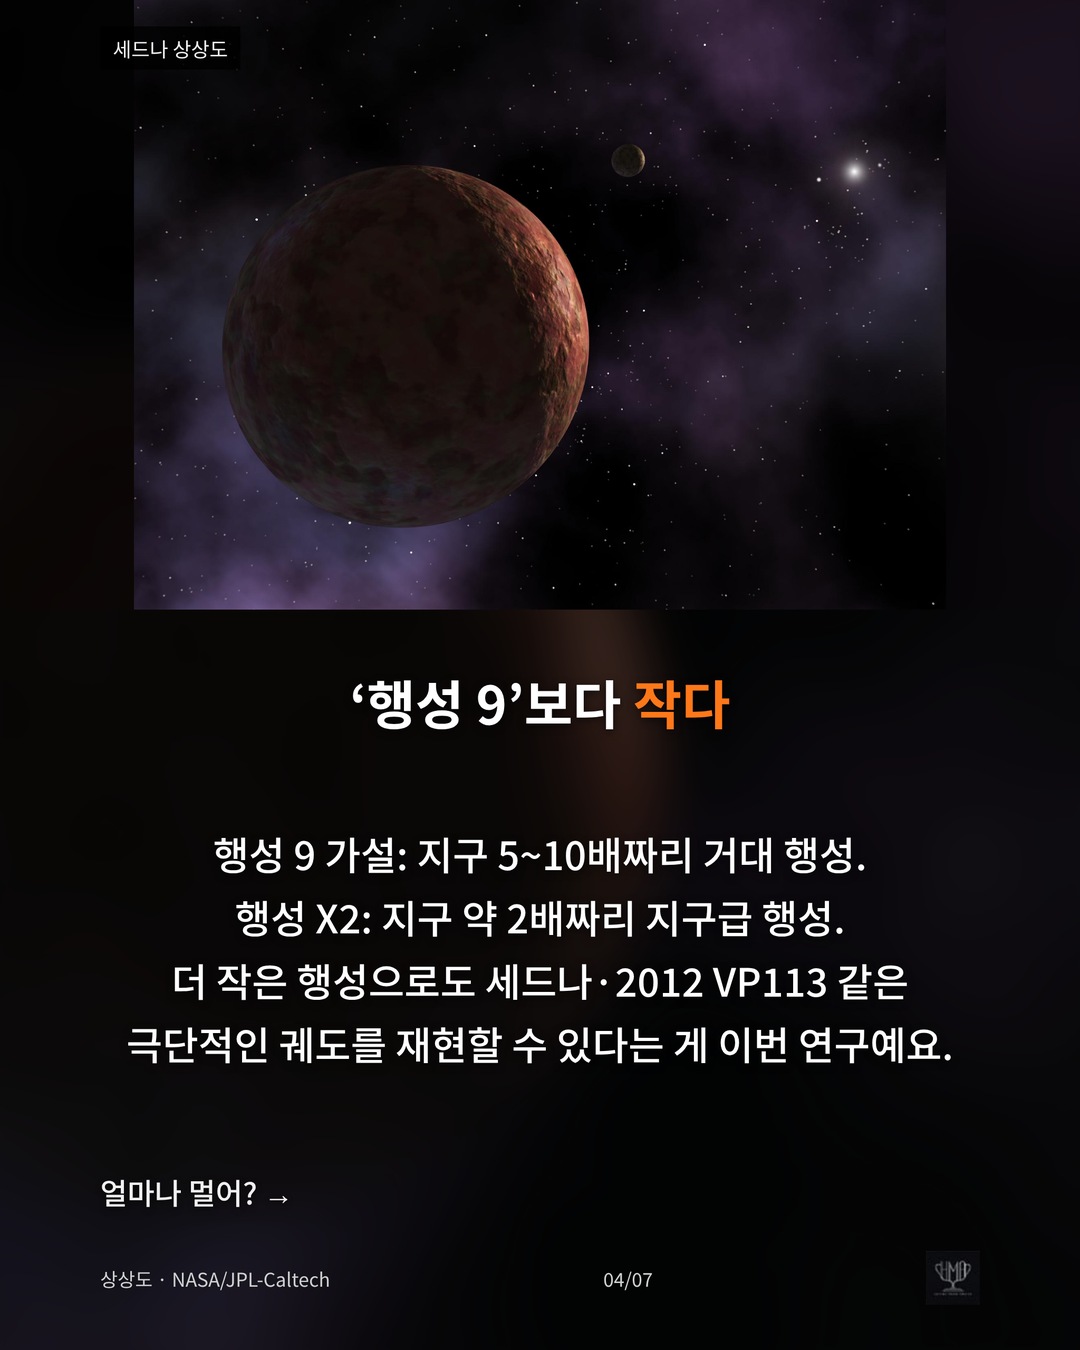 세드나 상상도
‘행성 9’보다 작다
행성 9 가설: 지구 5~10배짜리 거대 행성.
행성 X2: 지구 약 2배짜리 지구급 행성.
더 작은 행성으로도 세드나·2012 VP113 같은
극단적인 궤도를 재현할 수 있다는 게 이번 연구예요.
얼마나 멀어? →
상상도 · NASA/JPL-Caltech
04/07